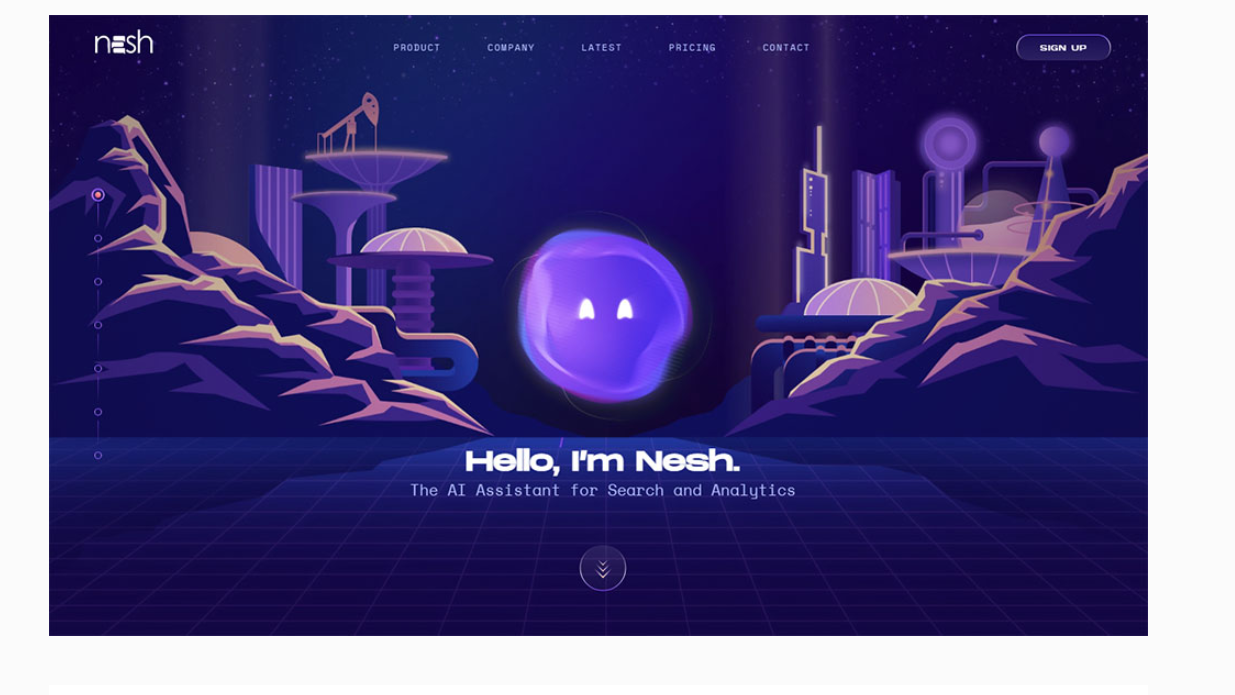 nesh
PRODUCT COMPANY LATEST PRICING CONTACT
SIGN UP
Hello, I'm Nesh.
The AI Assistant for Search and Analytics